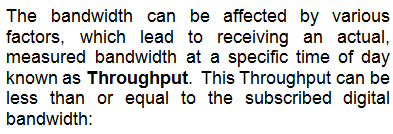 The bandwidth can be affected by various
factors, which lead to receiving an actual,
measured bandwidth at a specific time of day
known as Throughput. This Throughput can be
less than or equal to the subscribed digital
bandwidth: